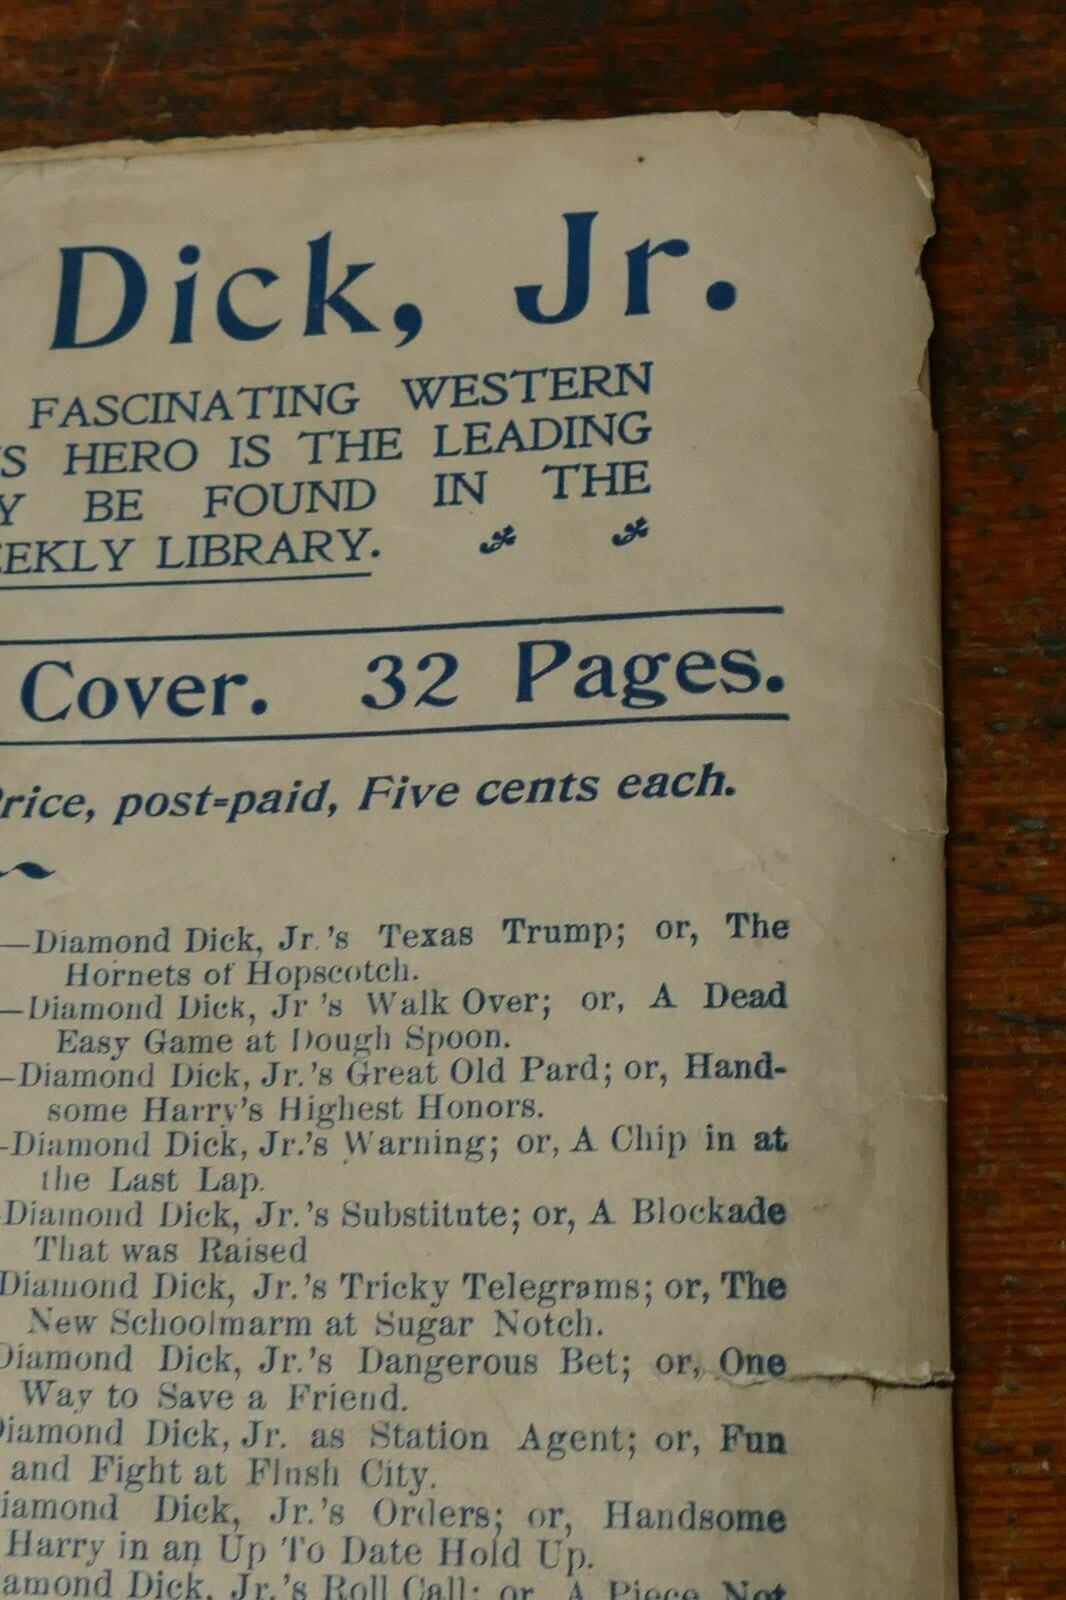 Dick, Jr.
FASCINATING WESTERN
S HERO IS THE LEADING
Y BE FOUND IN THE
EEKLY LIBRARY.
Cover. 32 Pages.
Price, post=paid, Five cents each.
—Diamond Dick, Jr.'s Texas Trump; or, The
Hornets of Hopscotch.
—Diamond Dick, Jr 's Walk Over; or, A Dead
Easy Game at Dough Spoon.
—Diamond Dick, Jr.'s Great Old Pard; or, Hand-
some Harry's Highest Honors.
—Diamond Dick, Jr.'s Warning; or, A Chip in at
the Last Lap.
Diamond Dick, Jr.'s Substitute; or, A Blockade
That was Raised
Diamond Dick, Jr.'s Tricky Telegrams; or, The
New Schoolmarm at Sugar Notch.
Diamond Dick, Jr.'s Dangerous Bet; or, One
Way to Save a Friend.
Diamond Dick, Jr. as Station Agent; or, Fun
and Fight at Flush City.
iamond Dick, Jr.'s Orders; or, Handsome
Harry in an Up To Date Hold Up.
amond Dick, Jr.'s Roll Call; or A Piece Not